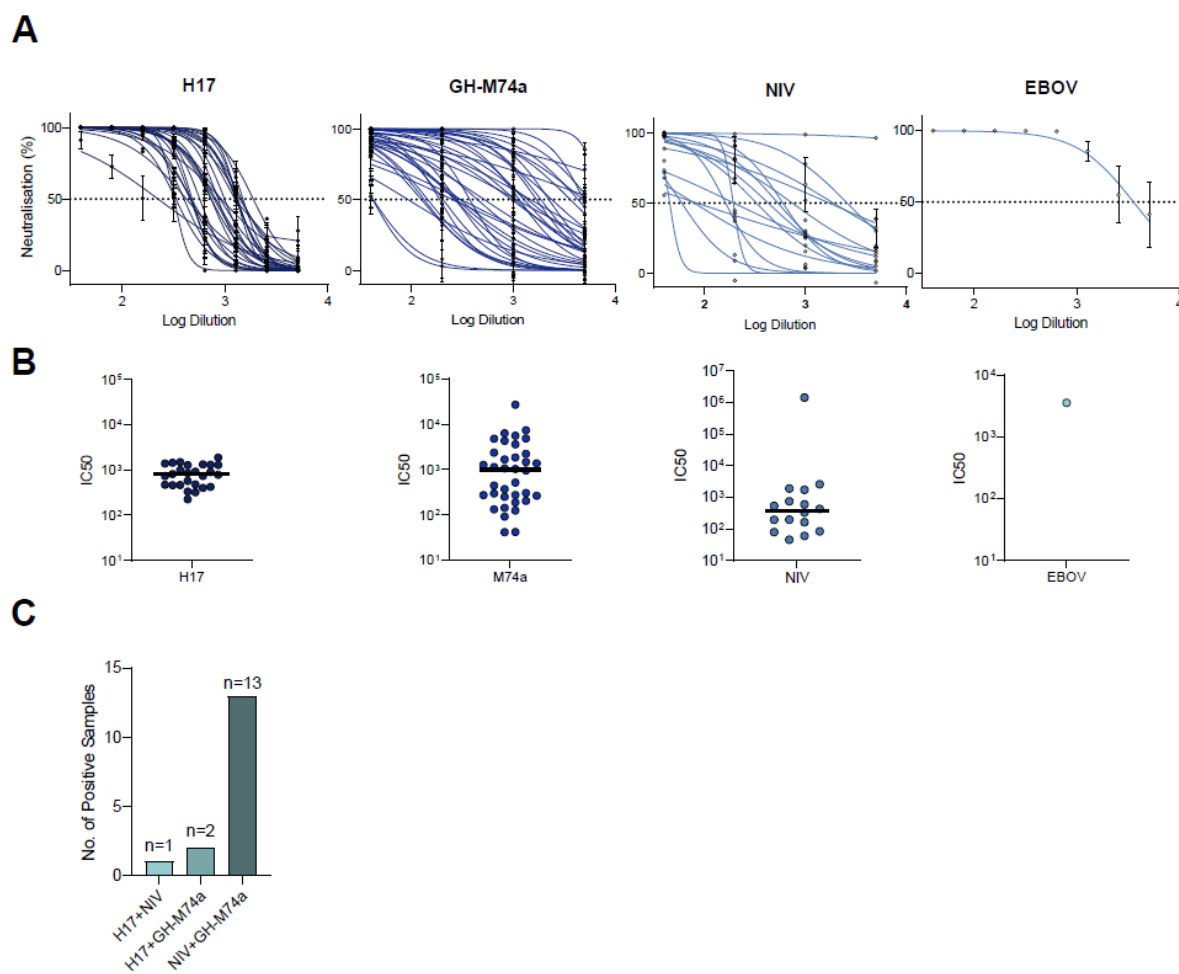 A
H17
GH-M74a
NIV
EBOV
Neutralisation (%)
100
50
0
2
3
4
Log Dilution
100
50
0
2
3
4
Log Dilution
100
50
0
2
3
4
Log Dilution
100
50
0
2
3
4
Log Dilution
B
IC50
10⁵
10⁴
10³
10²
10¹
H17
IC50
10⁵
10⁴
10³
10²
10¹
M74a
IC50
10⁷
10⁶
10⁵
10⁴
10³
10²
10¹
NIV
IC50
10⁴
10³
10²
10¹
EBOV
C
No. of Positive Samples
15
10
5
0
n=1
n=2
n=13
H17+NIV
H17+GH-M74a
NIV+GH-M74a